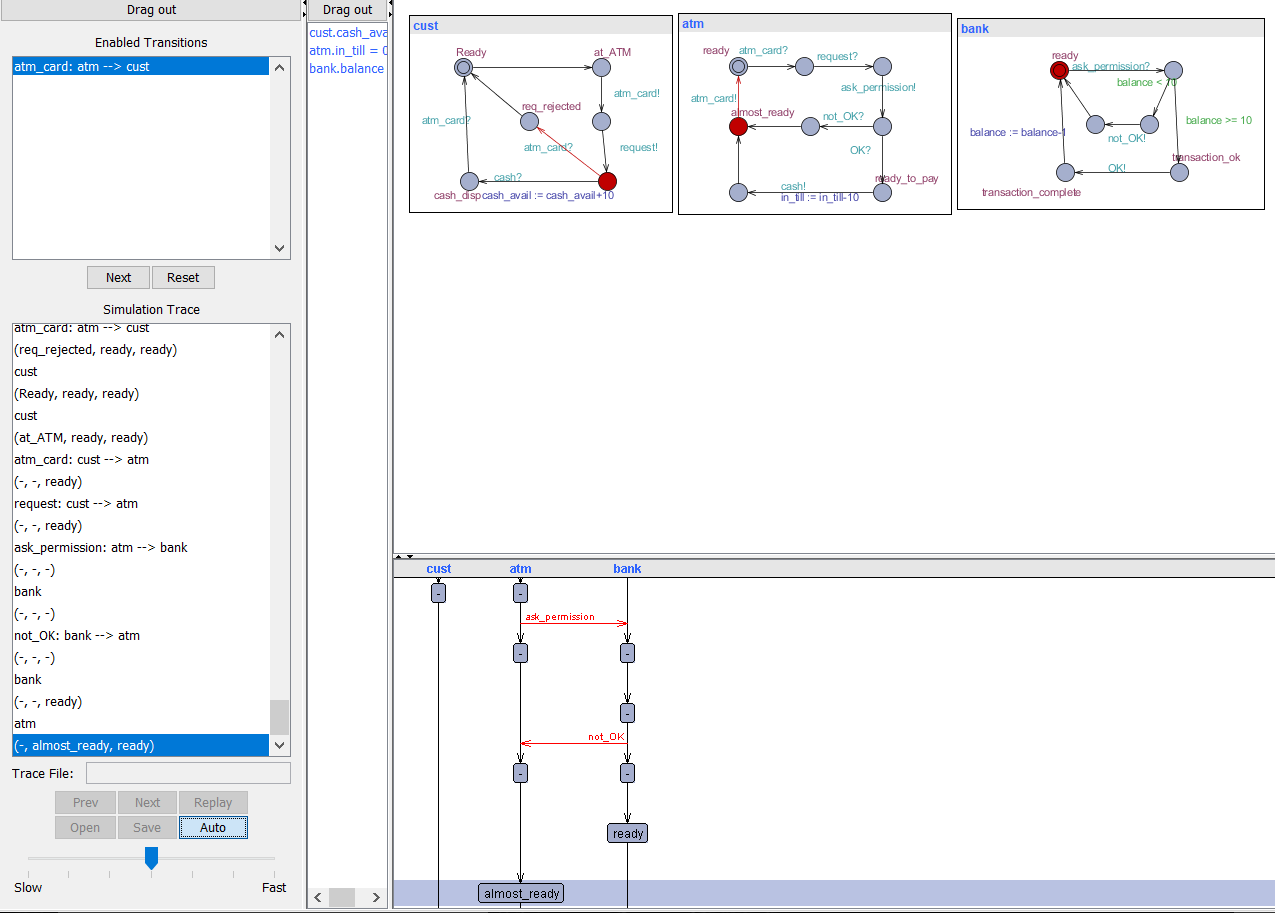 Drag out
Enabled Transitions
atm_card: atm --> cust
Next
Reset
Simulation Trace
atm_card: atm --> cust
(req_rejected, ready, ready)
cust
(Ready, ready, ready)
cust
(at_ATM, ready, ready)
atm_card: cust --> atm
(-, -, ready)
request: cust --> atm
(-, -, ready)
ask_permission: atm --> bank
(-, -, -)
bank
(-, -, -)
not_OK: bank --> atm
(-, -, -)
bank
(-, -, ready)
atm
(-, almost_ready, ready)
Trace File:
Prev
Next
Replay
Open
Save
Auto
Slow
Fast
Drag out
cust.cash_ava
atm.in_till = 0
bank.balance
cust
Ready
at_ATM
atm_card!
req_rejected
atm_card?
atm_card?
request!
cash?
cash_disp
cash_avail := cash_avail+10
atm
ready
atm_card?
request?
ask_permission!
atm_card!
almost_ready
not_OK?
OK?
ready_to_pay
cash!
in_till := in_till-10
bank
ready
ask_permission?
balance < 10
balance >= 10
balance := balance-1
not_OK!
transaction_ok
OK!
transaction_complete
cust
atm
bank
-
-
ask_permission
-
-
-
not_OK
-
-
ready
almost_ready